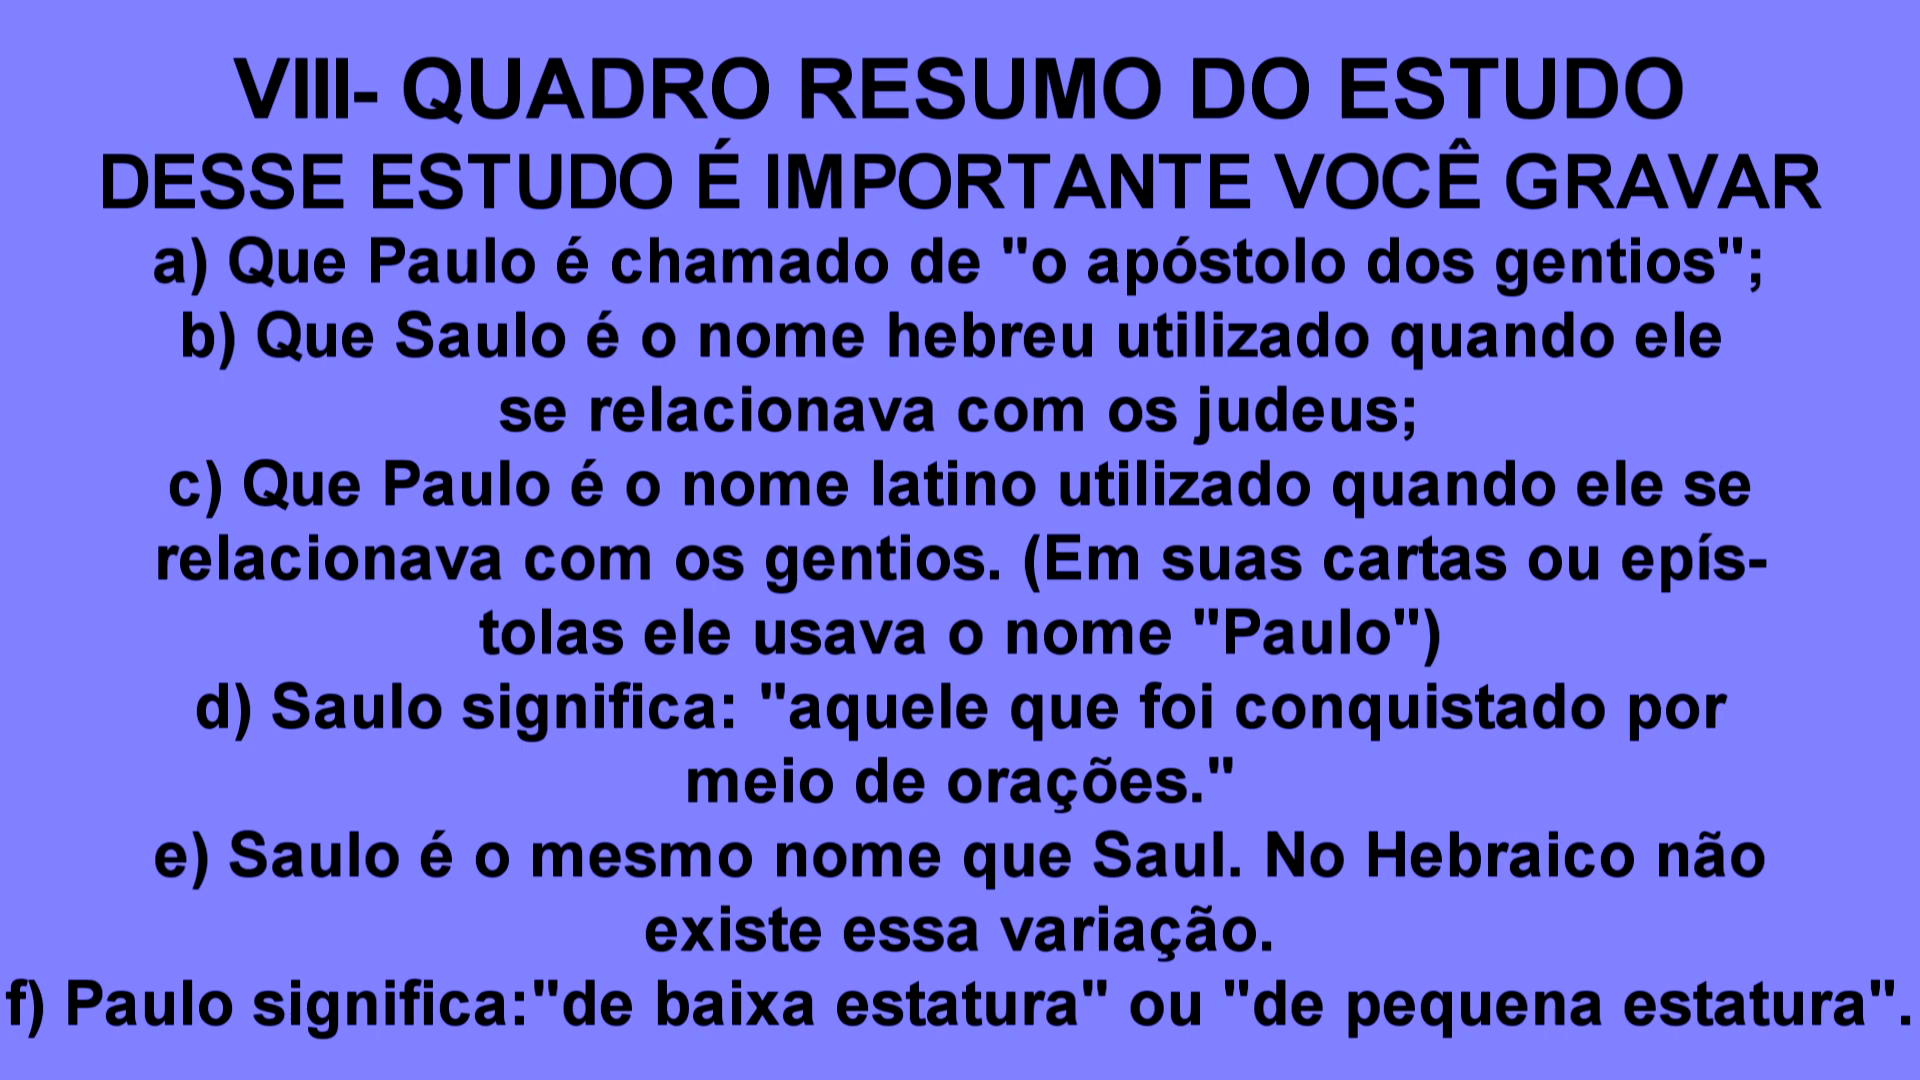 VIII- QUADRO RESUMO DO ESTUDO
DESSE ESTUDO É IMPORTANTE VOCÊ GRAVAR
a) Que Paulo é chamado de "o apóstolo dos gentios";
b) Que Saulo é o nome hebreu utilizado quando ele
se relacionava com os judeus;
c) Que Paulo é o nome latino utilizado quando ele se
relacionava com os gentios. (Em suas cartas ou epís-
tolas ele usava o nome "Paulo")
d) Saulo significa: "aquele que foi conquistado por
meio de orações."
e) Saulo é o mesmo nome que Saul. No Hebraico não
existe essa variação.
f) Paulo significa:"de baixa estatura" ou "de pequena estatura".